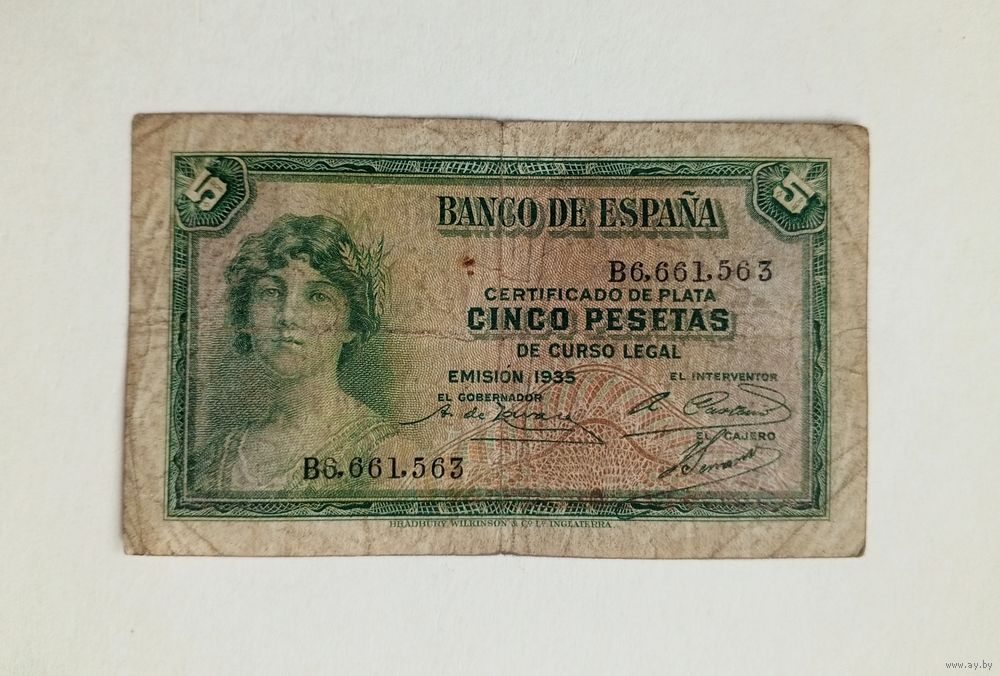 5 5
BANCO DE ESPAÑA
B6,661,563
CERTIFICADO DE PLATA
CINCO PESETAS
DE CURSO LEGAL
EMISION 1935
EL INTERVENTOR
EL GOBERNADOR
EL CAJERO
B6,661,563
BRADBURY WILKINSON & Cº Lº INGLATERRA
www.ay.by